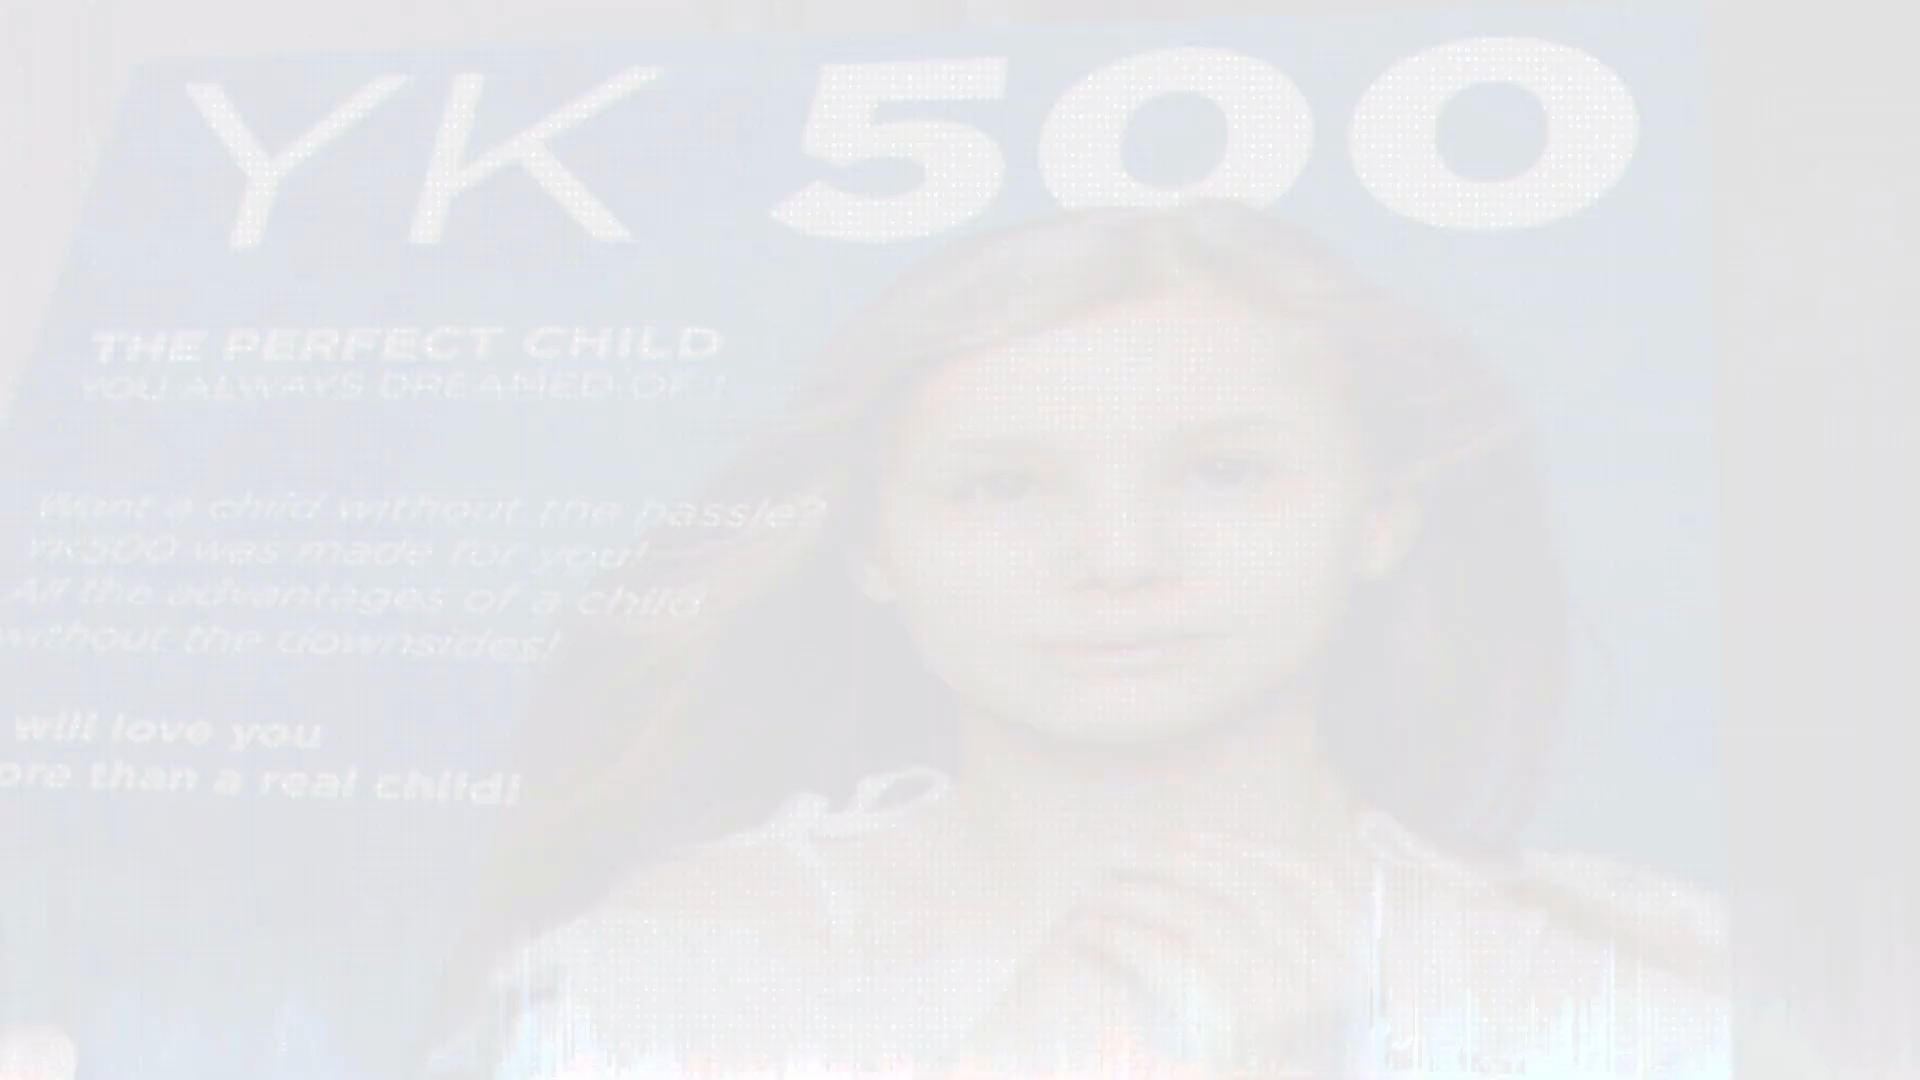 YK 500
THE PERFECT CHILD
YOU ALWAYS DREAMED OF !
Want a child without the hassle?
YK500 was made for you!
All the advantages of a child
without the downsides!
will love you
ore than a real child!